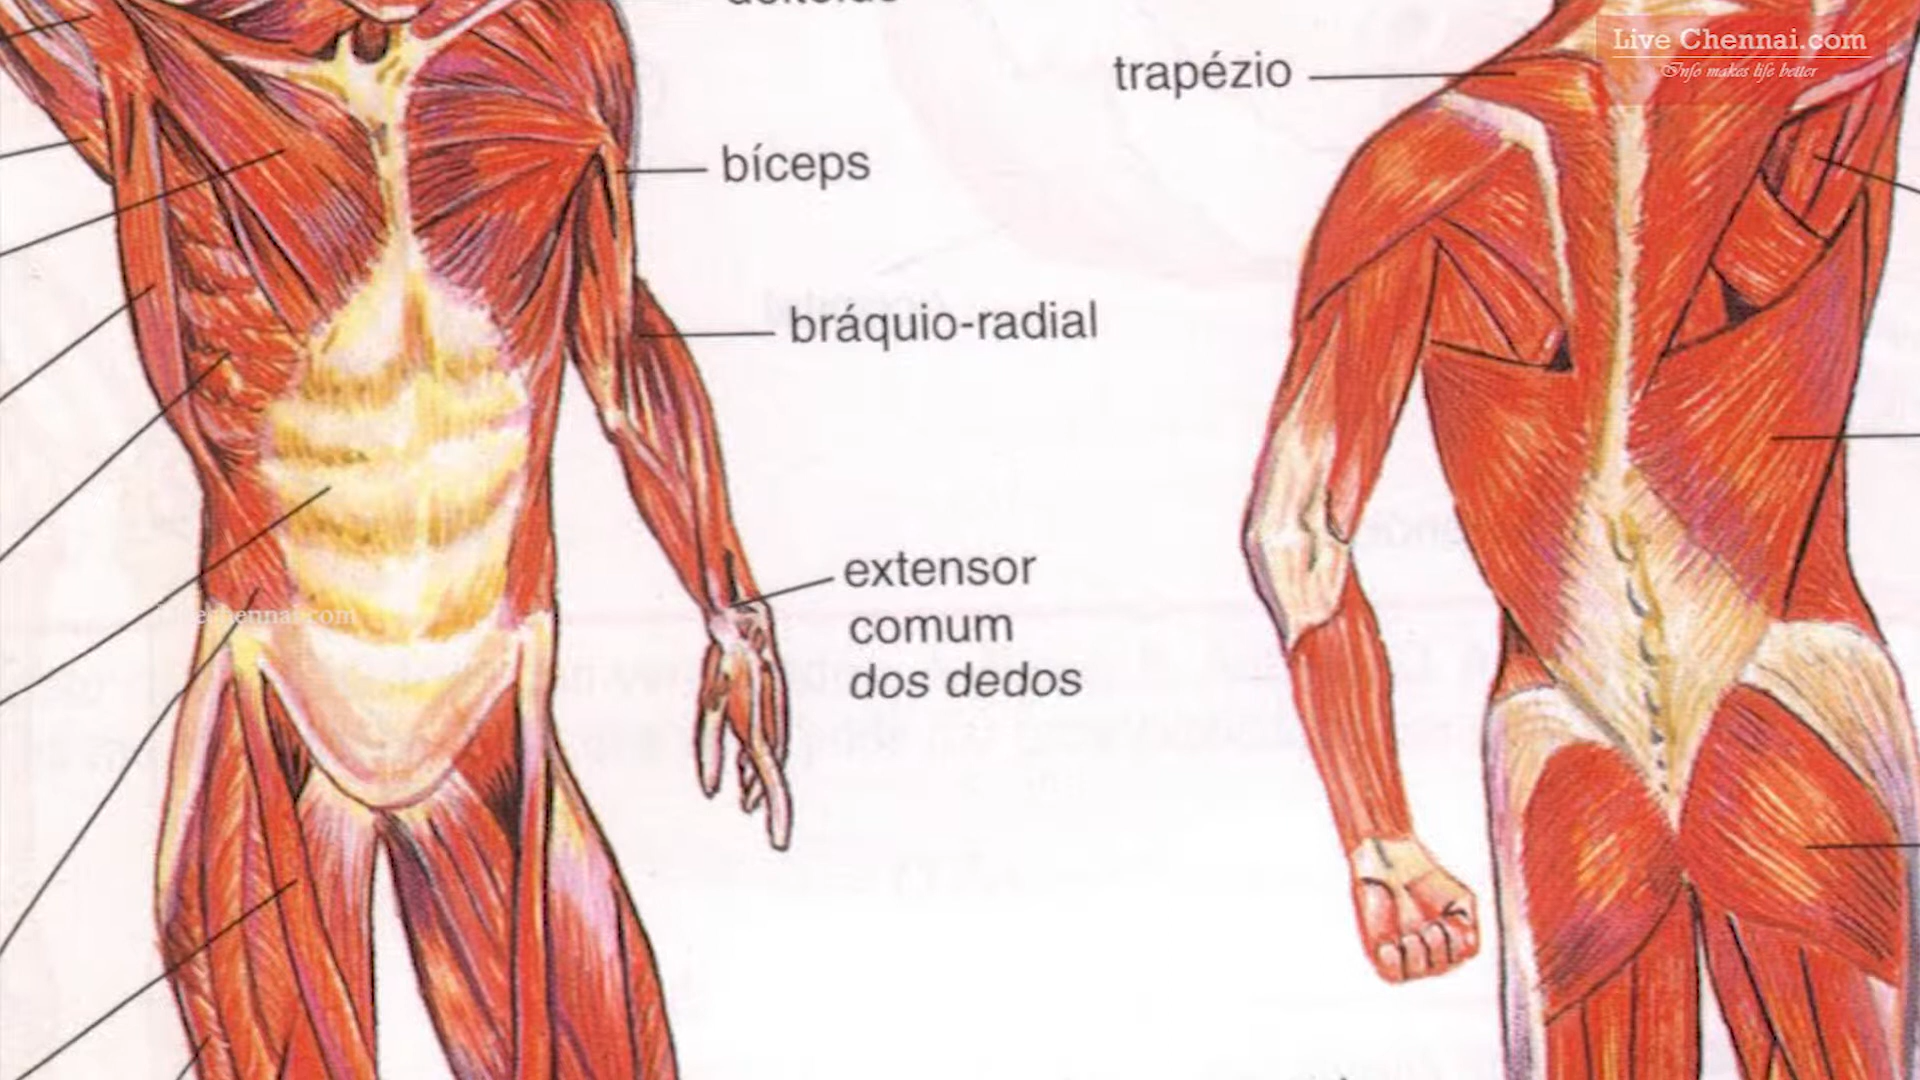 Live Chennai.com
Info makes life better
trapézio
bíceps
bráquio-radial
extensor
comum
dos dedos